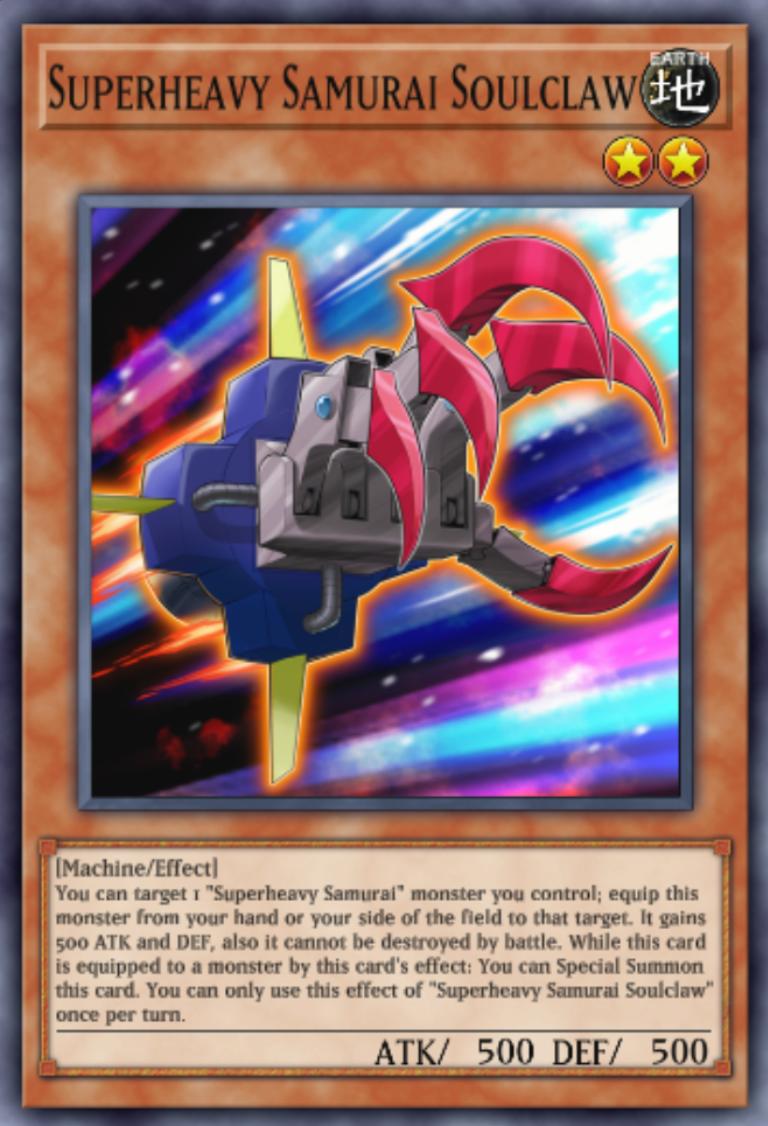 SUPERHEAVY SAMURAI SOULCLAW
EARTH
地
[Machine/Effect]
You can target 1 "Superheavy Samurai" monster you control; equip this
monster from your hand or your side of the field to that target. It gains
500 ATK and DEF, also it cannot be destroyed by battle. While this card
is equipped to a monster by this card's effect: You can Special Summon
this card. You can only use this effect of "Superheavy Samurai Soulclaw"
once per turn.
ATK/ 500 DEF/ 500